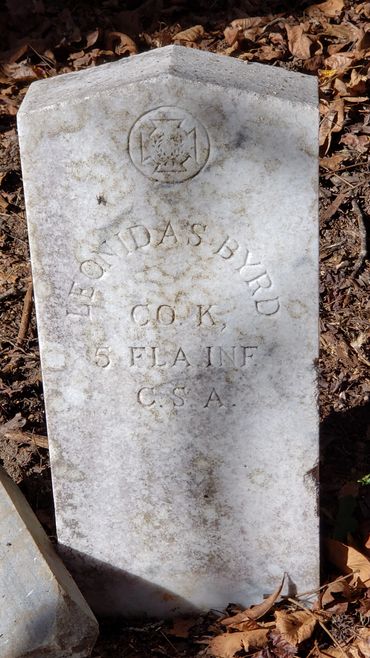 LEONIDAS BYRD
CO. K,
5 FLA. INF.
C. S. A.